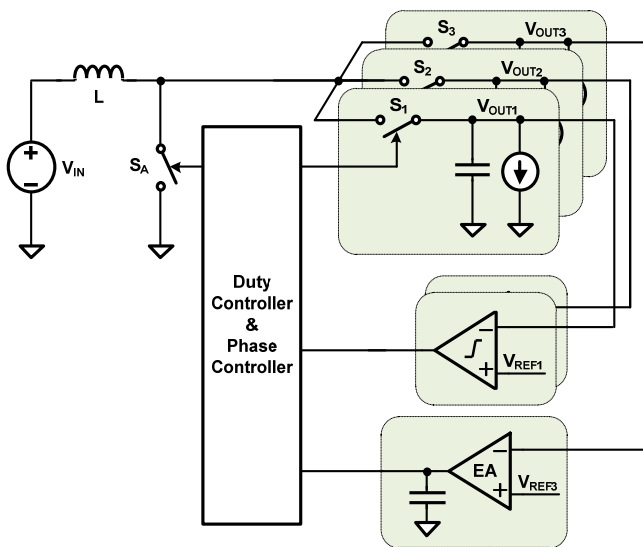 S3
VOUT3
S2
VOUT2
L
S1
VOUT1
+
−
VIN
SA
Duty
Controller
&
Phase
Controller
−
+
VREF1
EA
−
+
VREF3